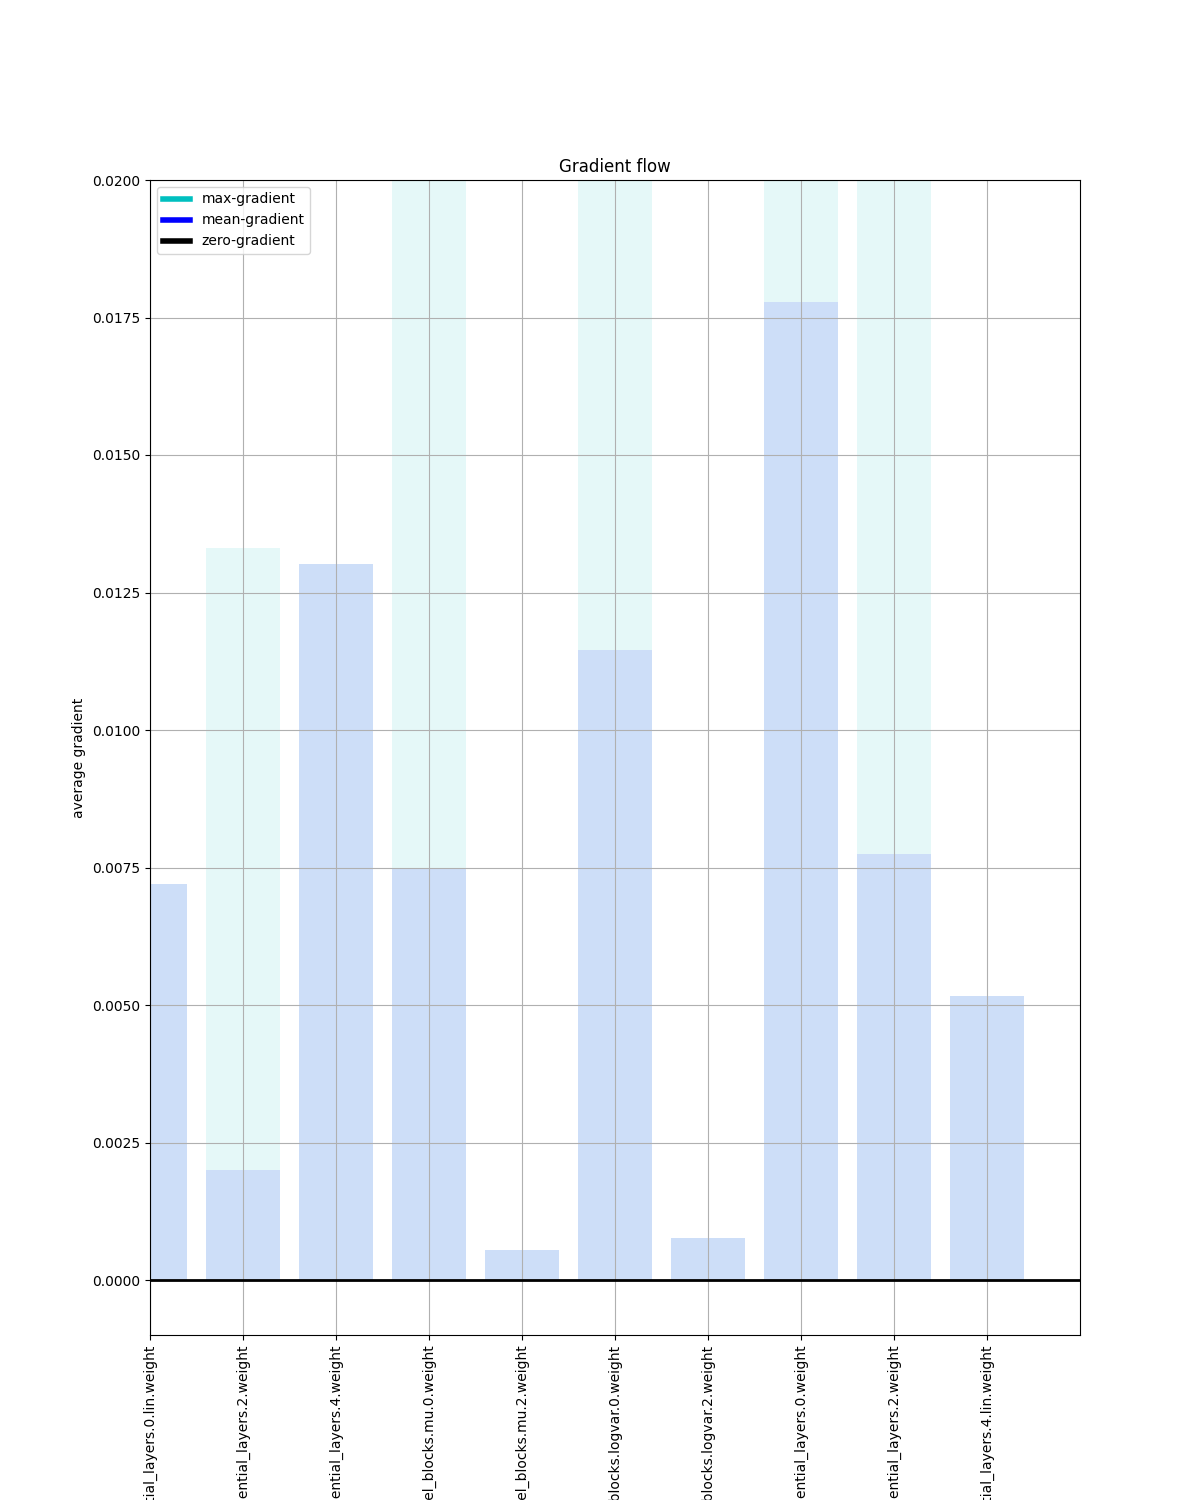 Gradient flow
max-gradient
mean-gradient
zero-gradient
0.0200
0.0175
0.0150
0.0125
0.0100
0.0075
0.0050
0.0025
0.0000
average gradient
tial_layers.0.lin.weight
ential_layers.2.weight
ential_layers.4.weight
el_blocks.mu.0.weight
el_blocks.mu.2.weight
blocks.logvar.0.weight
blocks.logvar.2.weight
ential_layers.0.weight
ential_layers.2.weight
tial_layers.4.lin.weight